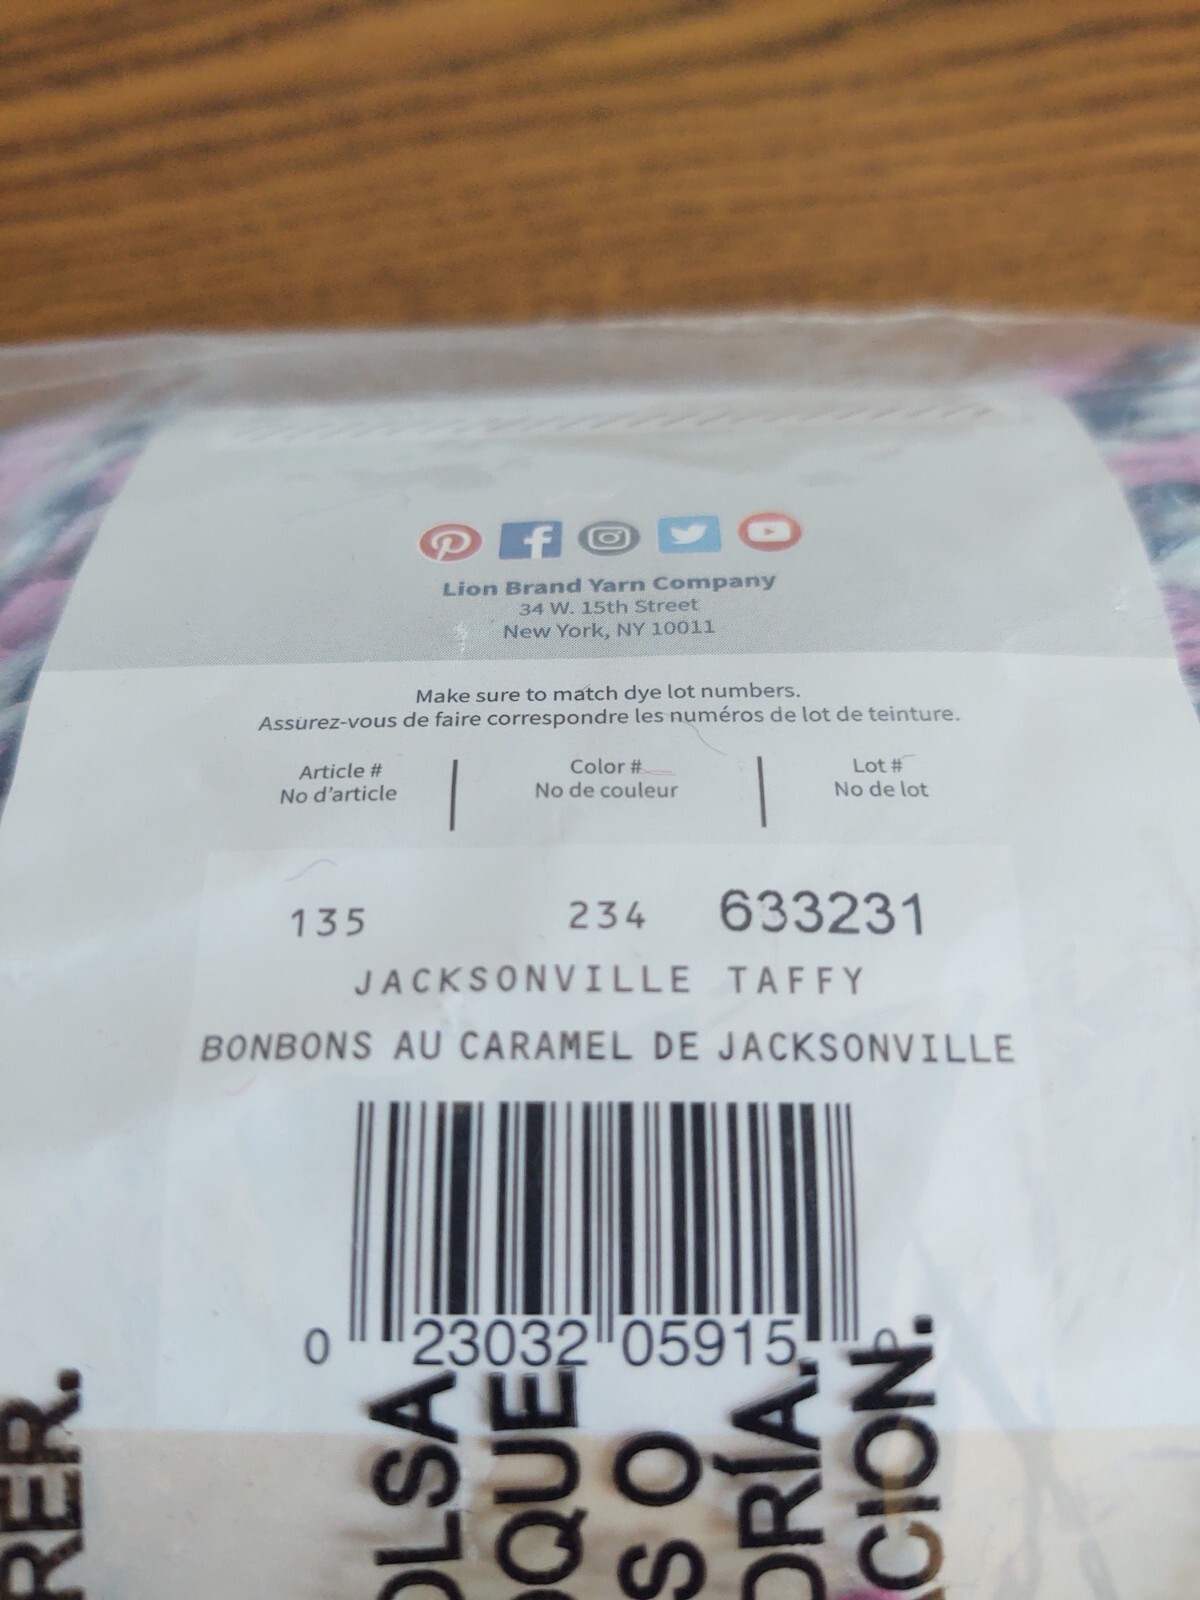 Lion Brand Yarn Company
34 W. 15th Street
New York, NY 10011
Make sure to match dye lot numbers.
Assurez-vous de faire correspondre les numéros de lot de teinture.
Article #
No d'article
Color #
No de couleur
Lot #
No de lot
135 234 633231
JACKSONVILLE TAFFY
BONBONS AU CARAMEL DE JACKSONVILLE
0 23032 05915